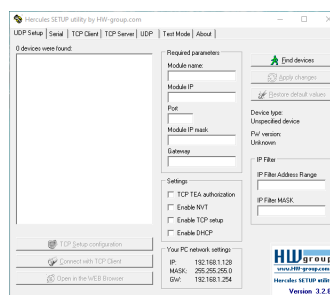 Hercules SETUP utility by HW-group.com
UDP Setup | Serial | TCP Client | TCP Server | UDP | Test Mode | About
0 devices were found:
Required parameters
Module name:
Module IP
Port
Module IP mask
Gateway
Settings
TCP TEA authorization
Enable NVT
Enable TCP setup
Enable DHCP
Your PC network settings
IP: 192.168.1.128
MASK: 255.255.255.0
GW: 192.168.1.254
TCP Setup configuration
Connect with TCP Client
Open in the WEB Browser
Find devices
Apply changes
Restore default values
Device type:
Unspecified device
FW version:
Unknown
IP Filter
IP Filter Address Range
IP Filter MASK
HW group
www.HW-group.com
Hercules SETUP utility
Version 3.2.8